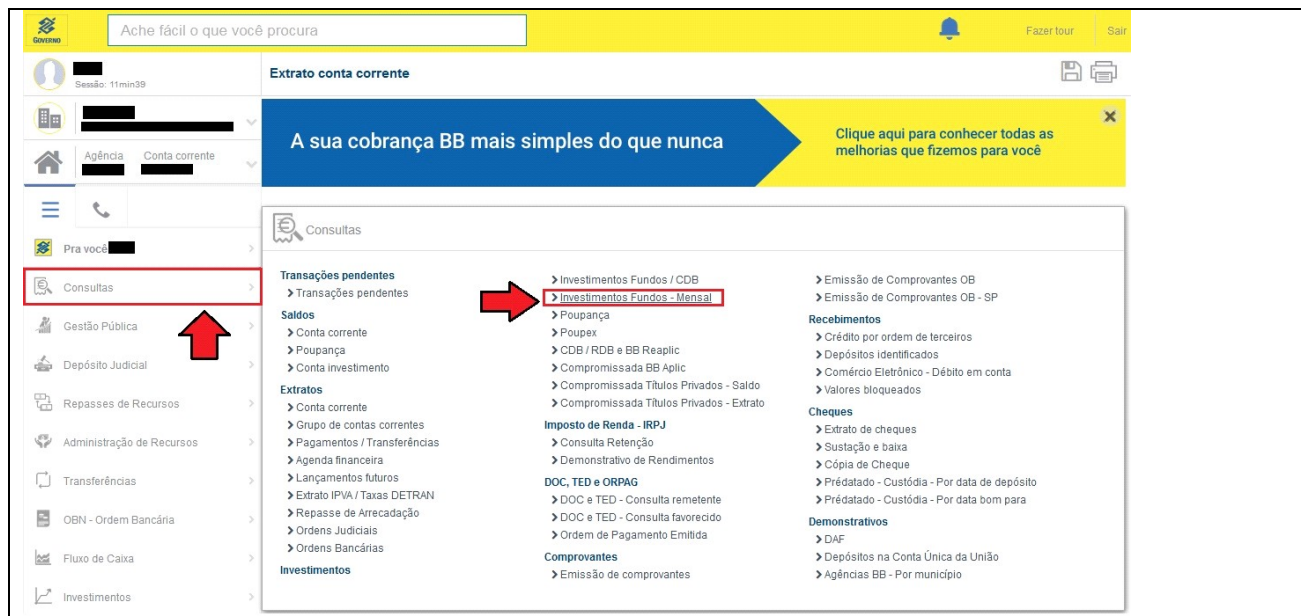 GOVERNO
Ache fácil o que você procura
Fazer tour
Sair
Sessão: 11min39
Agência
Conta corrente
Pra você
Consultas
Gestão Pública
Depósito Judicial
Repasses de Recursos
Administração de Recursos
Transferências
OBN - Ordem Bancária
Fluxo de Caixa
Investimentos
Extrato conta corrente
A sua cobrança BB mais simples do que nunca
Clique aqui para conhecer todas as
melhorias que fizemos para você
Consultas
Transações pendentes
Transações pendentes
Saldos
Conta corrente
Poupança
Conta investimento
Extratos
Conta corrente
Grupo de contas correntes
Pagamentos / Transferências
Agenda financeira
Lançamentos futuros
Extrato IPVA / Taxas DETRAN
Repasse de Arrecadação
Ordens Judiciais
Ordens Bancárias
Investimentos
Investimentos Fundos / CDB
Investimentos Fundos - Mensal
Poupança
Poupex
CDB / RDB e BB Reaplic
Compromissada BB Aplic
Compromissada Títulos Privados - Saldo
Compromissada Títulos Privados - Extrato
Imposto de Renda - IRPJ
Consulta Retenção
Demonstrativo de Rendimentos
DOC, TED e ORPAG
DOC e TED - Consulta remetente
DOC e TED - Consulta favorecido
Ordem de Pagamento Emitida
Comprovantes
Emissão de comprovantes
Emissão de Comprovantes OB
Emissão de Comprovantes OB - SP
Recebimentos
Crédito por ordem de terceiros
Depósitos identificados
Comércio Eletrônico - Débito em conta
Valores bloqueados
Cheques
Extrato de cheques
Sustação e baixa
Cópia de Cheque
Prédatado - Custódia - Por data de depósito
Prédatado - Custódia - Por data bom para
Demonstrativos
DAF
Depósitos na Conta Única da União
Agências BB - Por município